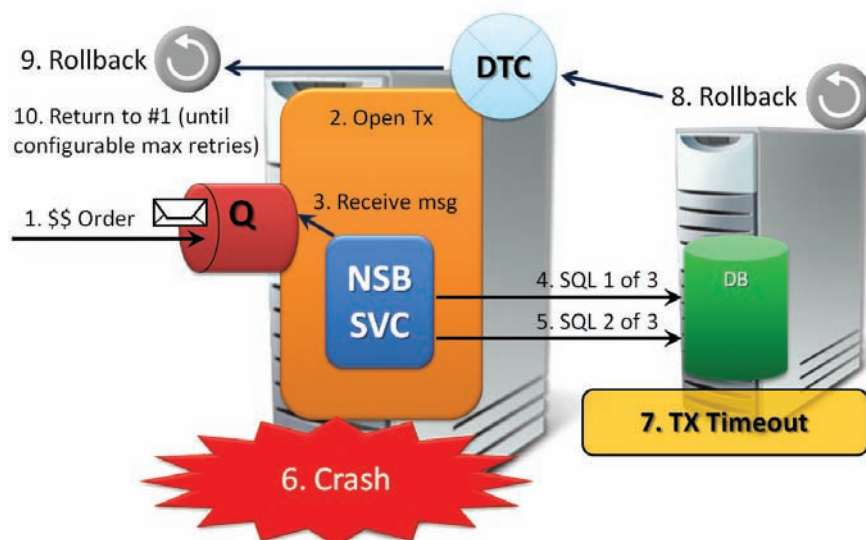 9. Rollback
DTC
8. Rollback
10. Return to #1 (until
configurable max retries)
2. Open Tx
1. $$ Order
Q
3. Receive msg
NSB
SVC
4. SQL 1 of 3
5. SQL 2 of 3
DB
6. Crash
7. TX Timeout